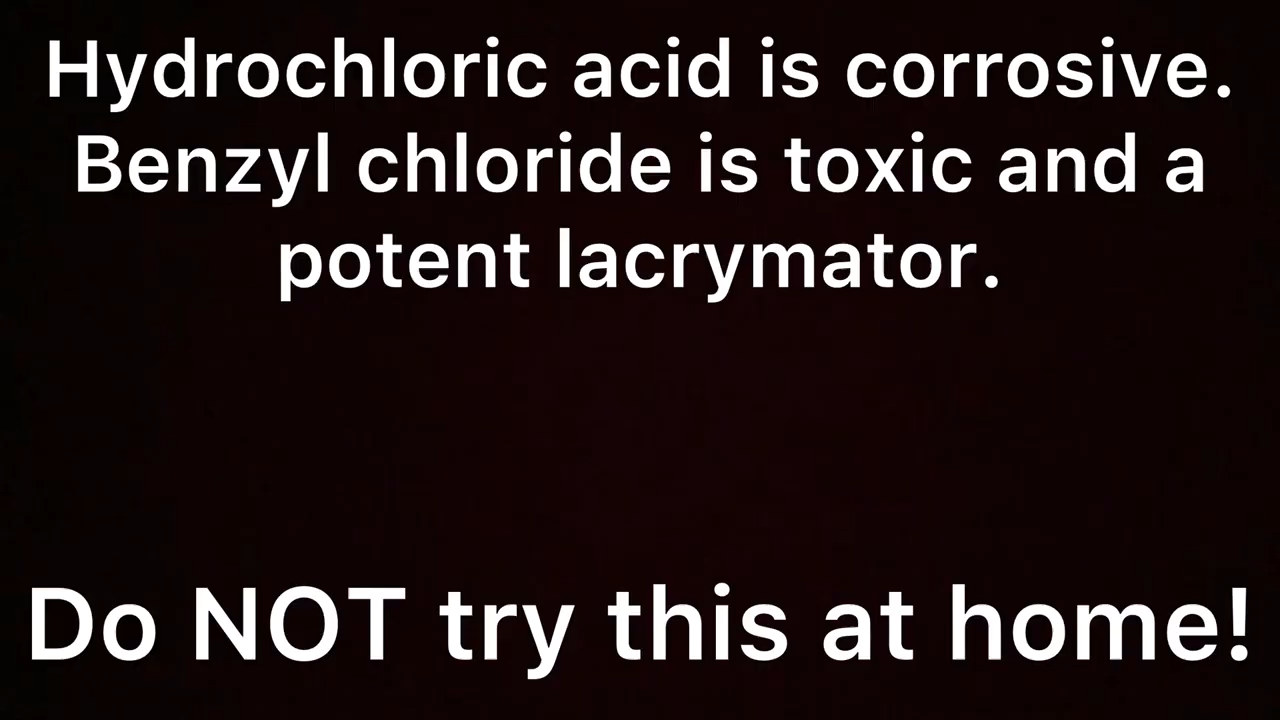 Hydrochloric acid is corrosive.
Benzyl chloride is toxic and a
potent lacrymator.
Do NOT try this at home!